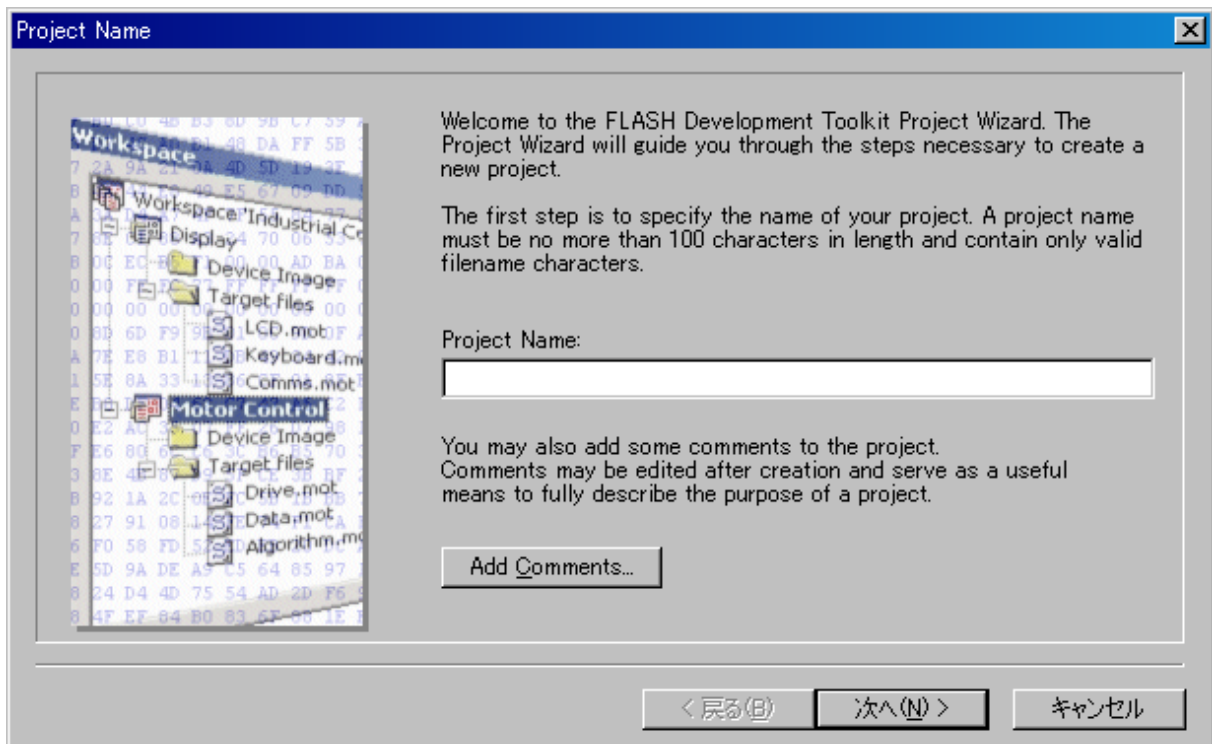 Project Name
Workspace
Workspace 'Industrial Co
Display
Device Image
Target files
LCD.mot
Keyboard.m
Comms.mot
Motor Control
Device Image
Target files
Drive.mot
Data.mot
Algorithm.mo
Welcome to the FLASH Development Toolkit Project Wizard. The
Project Wizard will guide you through the steps necessary to create a
new project.
The first step is to specify the name of your project. A project name
must be no more than 100 characters in length and contain only valid
filename characters.
Project Name:
You may also add some comments to the project.
Comments may be edited after creation and serve as a useful
means to fully describe the purpose of a project.
Add Comments...
< 戻る(B)
次へ(N) >
キャンセル